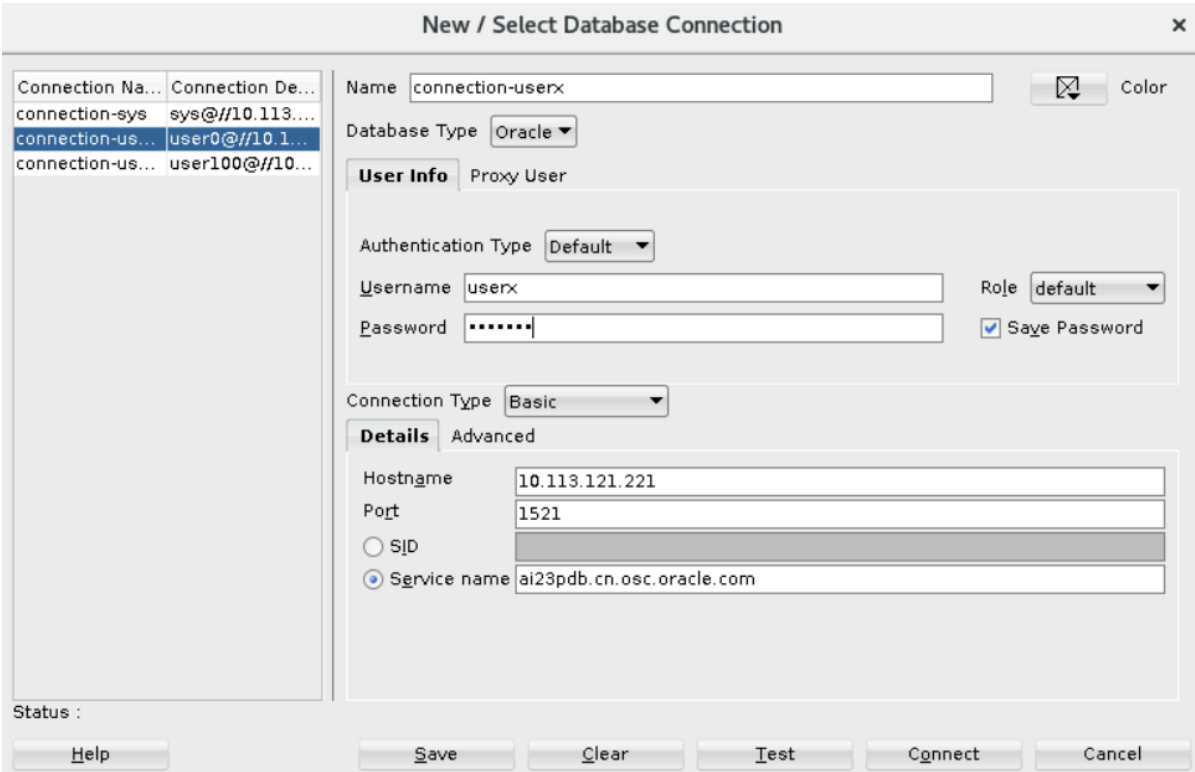 New / Select Database Connection
Connection Na... Connection De...
connection-sys sys@//10.113....
connection-us... user0@//10.1...
connection-us... user100@//10...
Name connection-userx Color
Database Type Oracle
User Info Proxy User
Authentication Type Default
Username userx Role default
Password ••••••• Save Password
Connection Type Basic
Details Advanced
Hostname 10.113.121.221
Port 1521
SID
Service name ai23pdb.cn.osc.oracle.com
Status :
Help Save Clear Test Connect Cancel